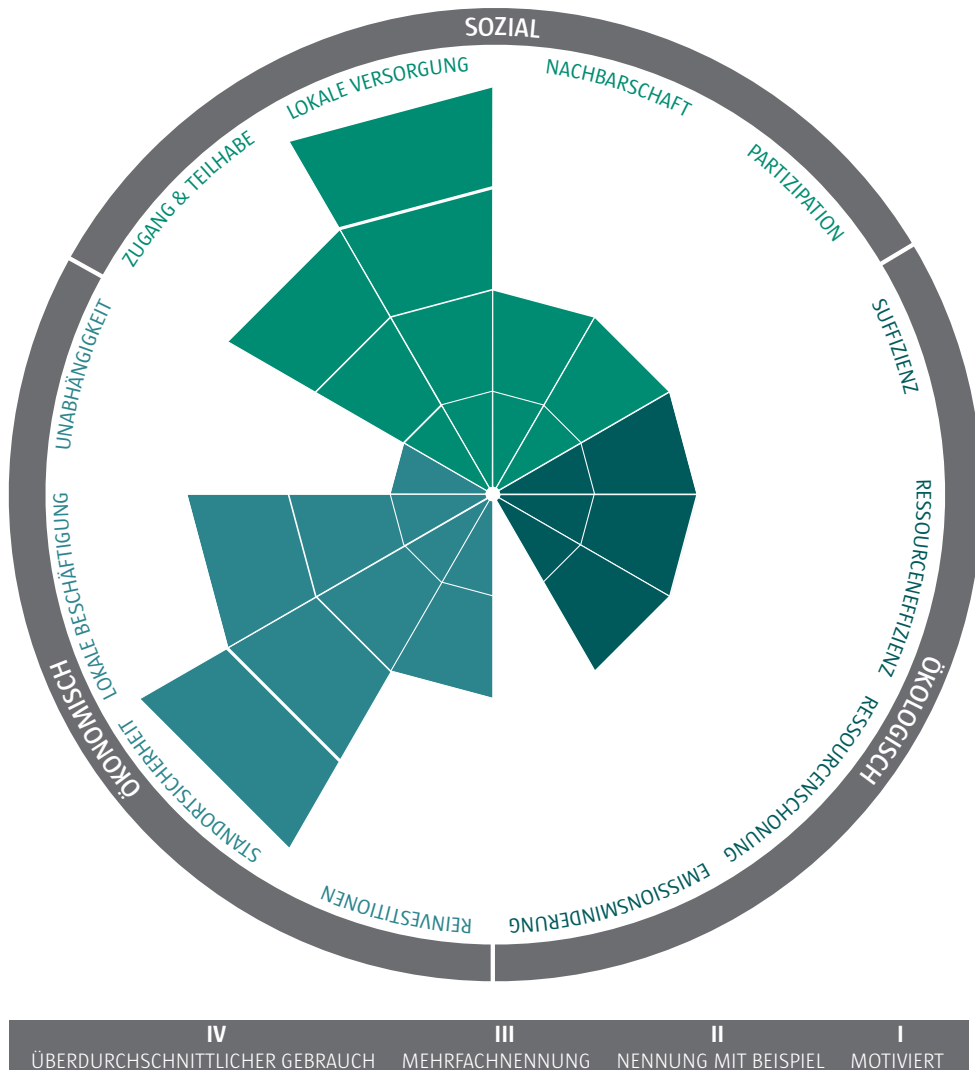 SOZIAL
LOKALE VERSORGUNG
NACHBARSCHAFT
ZUGANG & TEILHABE
PARTIZIPATION
UNABHÄNGIGKEIT
SUFFIZIENZ
LOKALE BESCHÄFTIGUNG
RESSOURCENEFFIZIENZ
ÖKONOMISCH
ÖKOLOGISCH
STANDORTSICHERHEIT
RESSOURCENSCHONUNG
REINVESTITIONEN
EMISSIONSMINDERUNG
IV III II I
ÜBERDURCHSCHNITTLICHER GEBRAUCH MEHRFACHNENNUNG NENNUNG MIT BEISPIEL MOTIVIERT